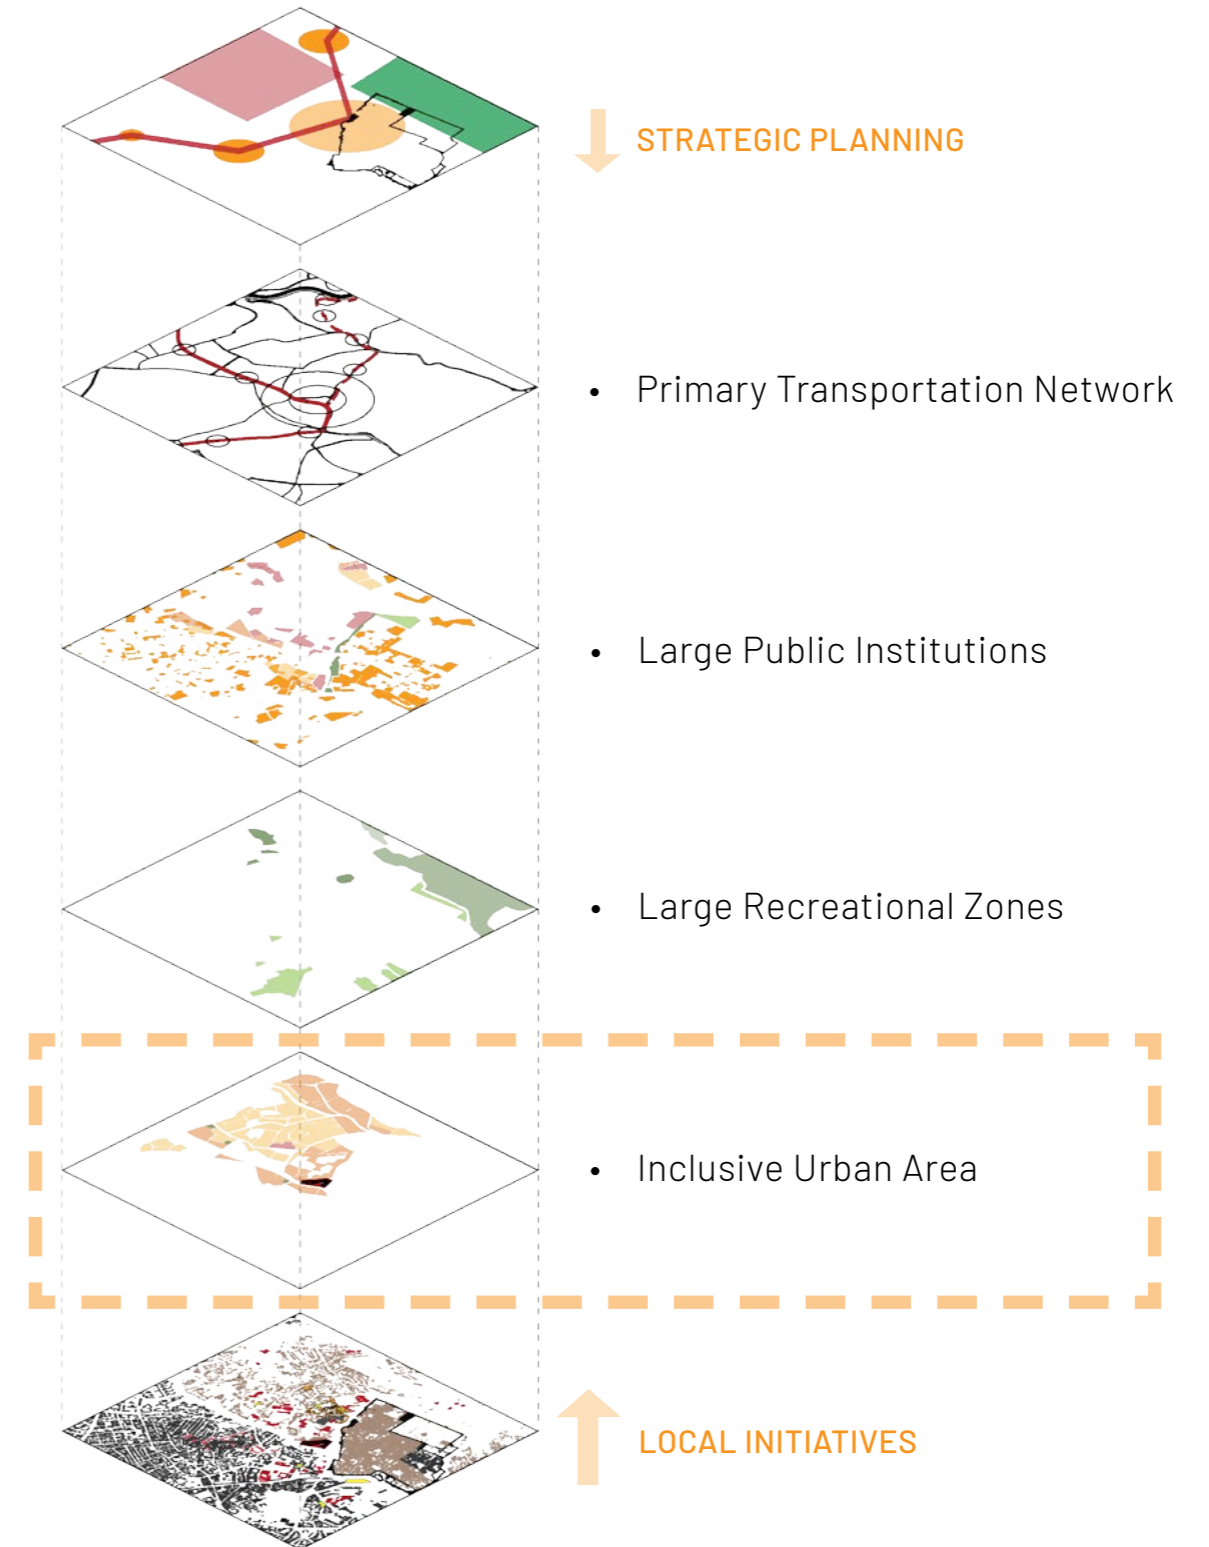 STRATEGIC PLANNING
• Primary Transportation Network
• Large Public Institutions
• Large Recreational Zones
• Inclusive Urban Area
LOCAL INITIATIVES